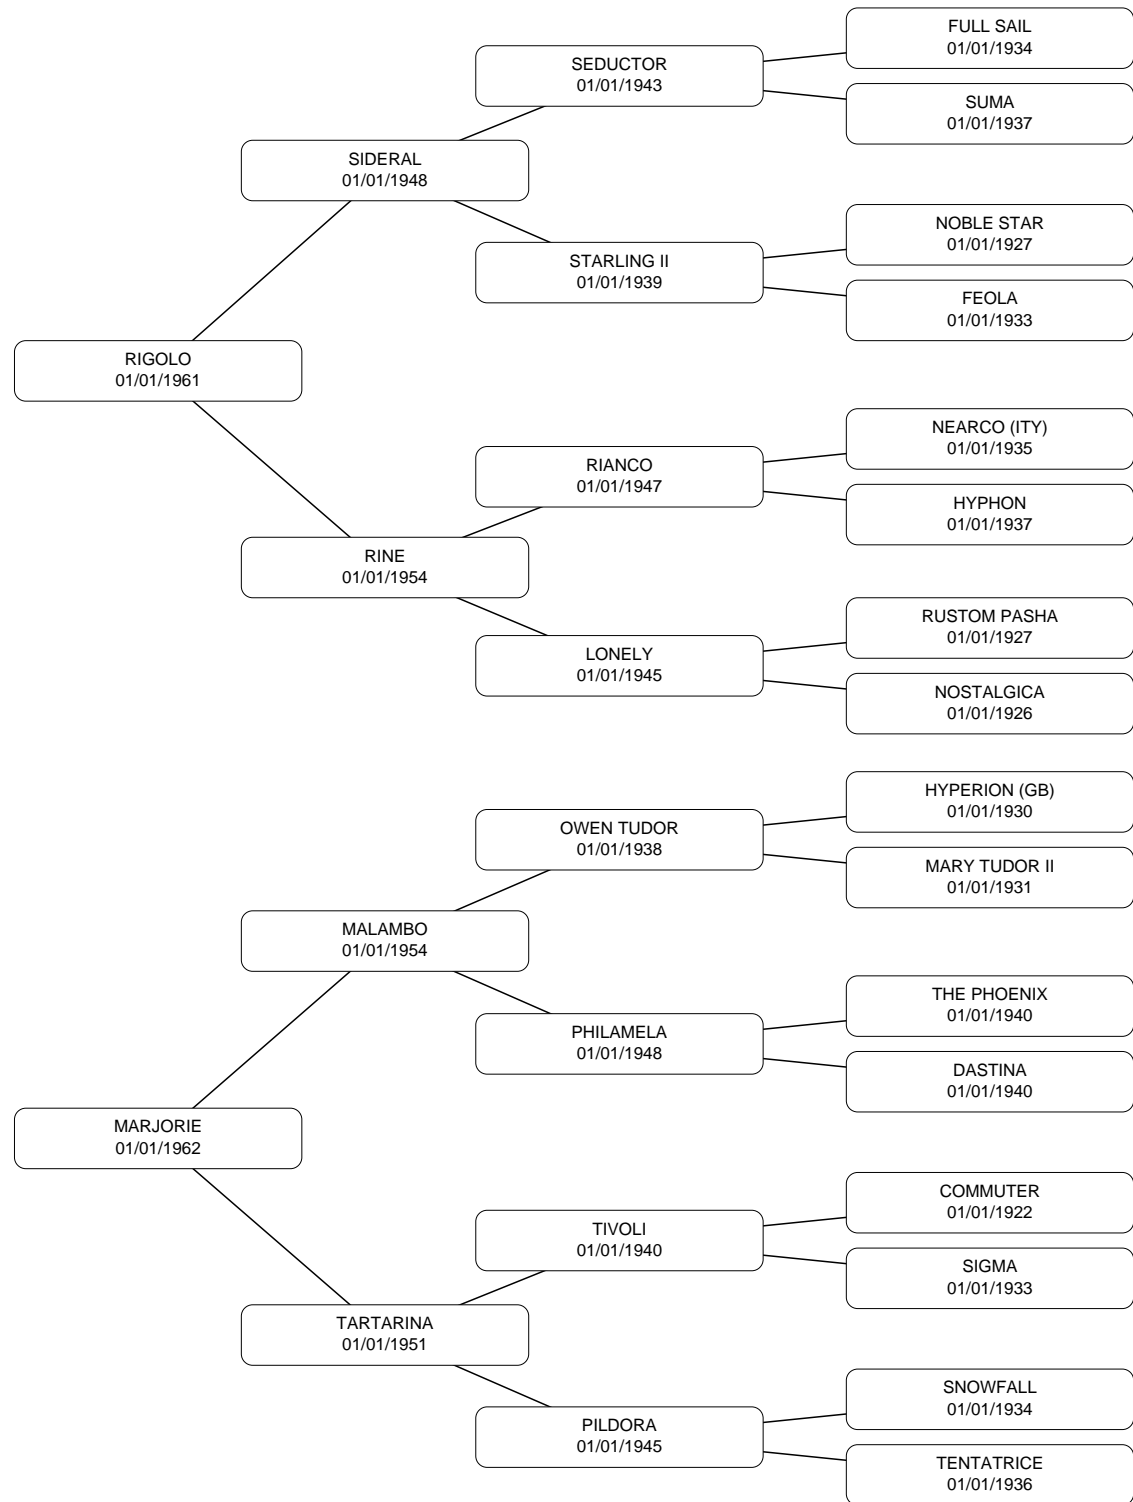 FULL SAIL
01/01/1934
SEDUCTOR
01/01/1943
SUMA
01/01/1937
SIDERAL
01/01/1948
NOBLE STAR
01/01/1927
STARLING II
01/01/1939
FEOLA
01/01/1933
RIGOLO
01/01/1961
NEARCO (ITY)
01/01/1935
RIANCO
01/01/1947
HYPHON
01/01/1937
RINE
01/01/1954
RUSTOM PASHA
01/01/1927
LONELY
01/01/1945
NOSTALGICA
01/01/1926
HYPERION (GB)
01/01/1930
OWEN TUDOR
01/01/1938
MARY TUDOR II
01/01/1931
MALAMBO
01/01/1954
THE PHOENIX
01/01/1940
PHILAMELA
01/01/1948
DASTINA
01/01/1940
MARJORIE
01/01/1962
COMMUTER
01/01/1922
TIVOLI
01/01/1940
SIGMA
01/01/1933
TARTARINA
01/01/1951
SNOWFALL
01/01/1934
PILDORA
01/01/1945
TENTATRICE
01/01/1936